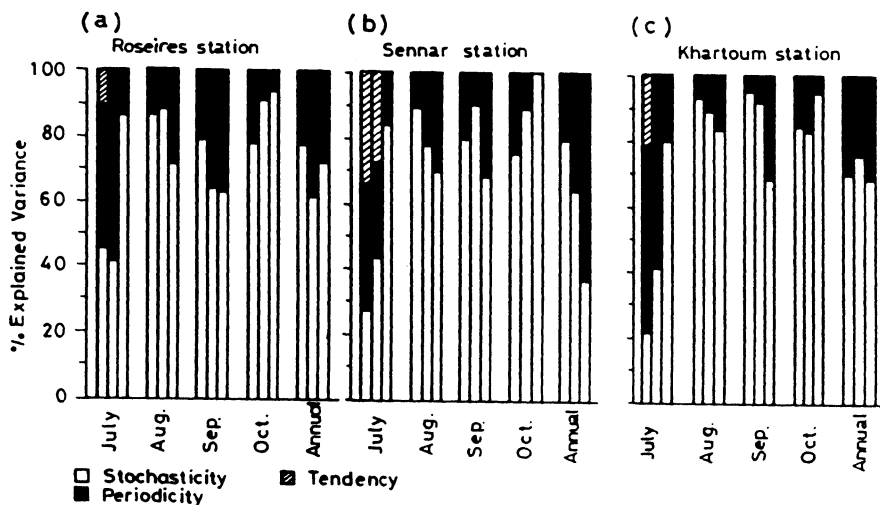 (a)
Roseires station
(b)
Sennar station
(c)
Khartoum station
% Explained Variance
100
80
60
40
20
0
July
Aug.
Sep.
Oct.
Annual
July
Aug.
Sep.
Oct.
Annual
July
Aug.
Sep.
Oct.
Annual
Stochasticity
Tendency
Periodicity